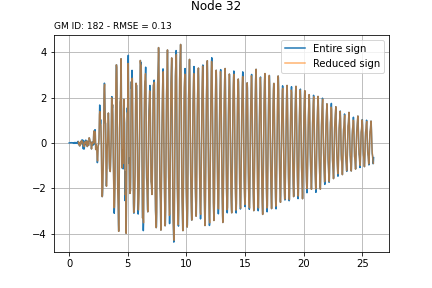 Node 32
GM ID: 182 - RMSE = 0.13
Entire sign
Reduced sign
4
2
0
−2
−4
0 5 10 15 20 25